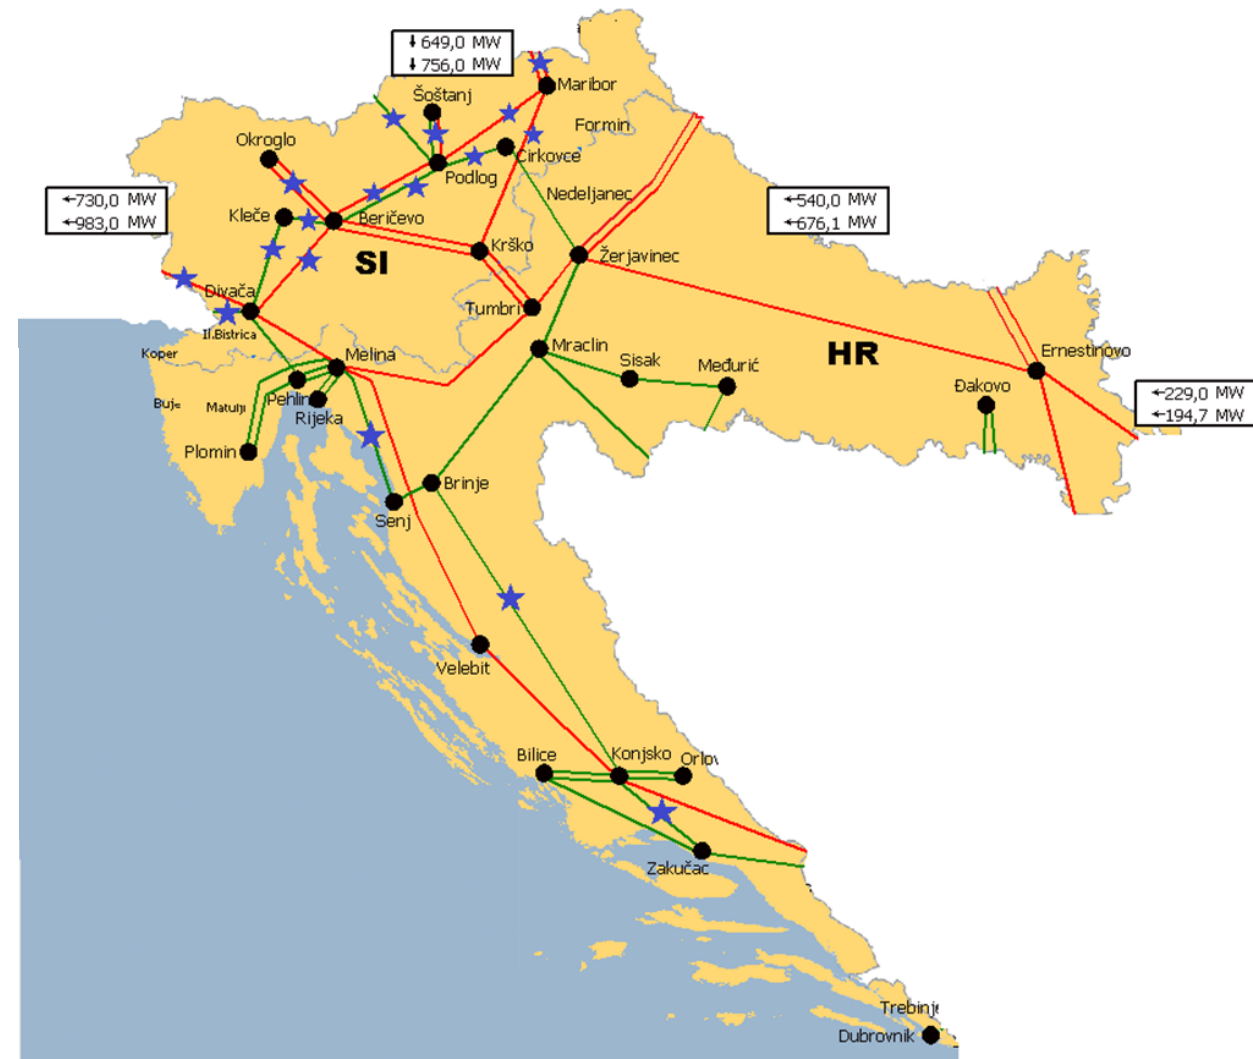 ↓ 649,0 MW
↓ 756,0 MW
Maribor
Šoštanj
Formin
Okroglo
Cirkovce
Podlog
Nedeljanec
←730,0 MW
←983,0 MW
←540,0 MW
←676,1 MW
Kleče
Beričevo
Krško
Žerjavinec
SI
Divača
Tumbri
Il.Bistrica
Koper
Melina
Mraclin
Sisak
Međurić
HR
Ernestinovo
Đakovo
←229,0 MW
←194,7 MW
Pehlin
Buje
Matulji
Rijeka
Plomin
Brinje
Senj
Velebit
Bilice
Konjsko
Orlov
Zakučac
Trebinje
Dubrovnik